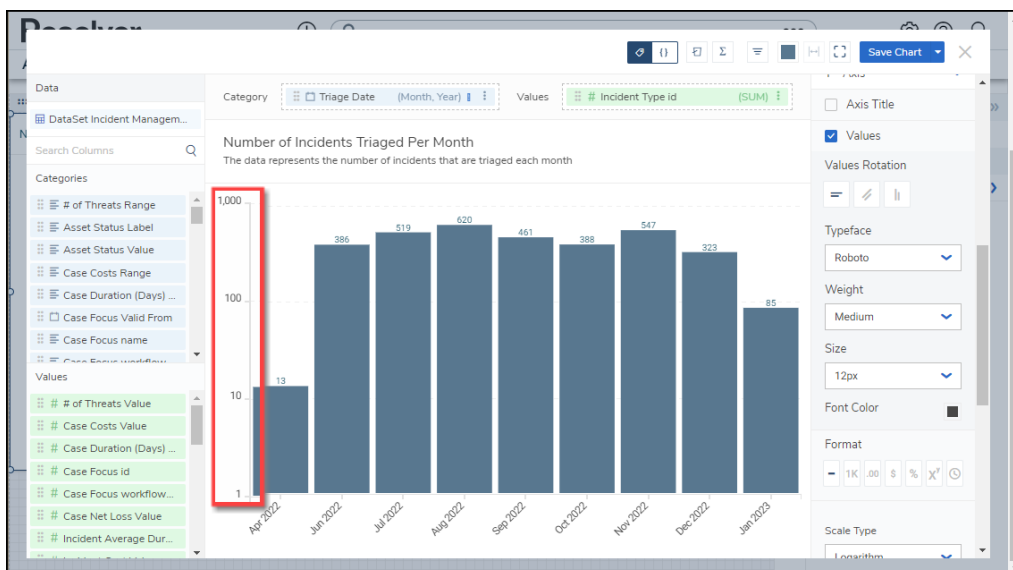 Save Chart
Data
DataSet Incident Managem...
Search Columns
Categories
# of Threats Range
Asset Status Label
Asset Status Value
Case Costs Range
Case Duration (Days) ...
Case Focus Valid From
Case Focus name
Case Focus workflow
Values
# # of Threats Value
# Case Costs Value
# Case Duration (Days) ...
# Case Focus id
# Case Focus workflow...
# Case Net Loss Value
# Incident Average Dur...
Category
Triage Date (Month, Year)
Values
# Incident Type id (SUM)
Number of Incidents Triaged Per Month
The data represents the number of incidents that are triaged each month
1,000
100
10
1
13
386
519
620
461
388
547
323
85
Apr 2022
Jun 2022
Jul 2022
Aug 2022
Sep 2022
Oct 2022
Nov 2022
Dec 2022
Jan 2023
Axis Title
Values
Values Rotation
Typeface
Roboto
Weight
Medium
Size
12px
Font Color
Format
1K .00 $ % X
Scale Type
Logarithm